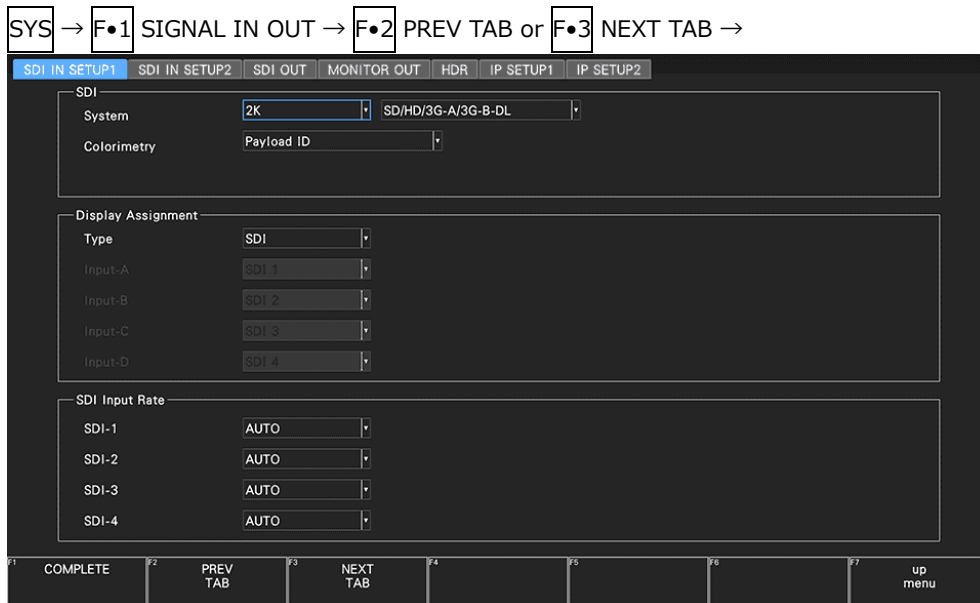 SYS → F•1 SIGNAL IN OUT → F•2 PREV TAB or F•3 NEXT TAB →
SDI IN SETUP1 SDI IN SETUP2 SDI OUT MONITOR OUT HDR IP SETUP1 IP SETUP2
SDI
System 2K SD/HD/3G-A/3G-B-DL
Colorimetry Payload ID
Display Assignment
Type SDI
Input-A SDI 1
Input-B SDI 2
Input-C SDI 3
Input-D SDI 4
SDI Input Rate
SDI-1 AUTO
SDI-2 AUTO
SDI-3 AUTO
SDI-4 AUTO
F1 COMPLETE F2 PREV F3 NEXT F4 F5 F6 F7 up
TAB TAB menu